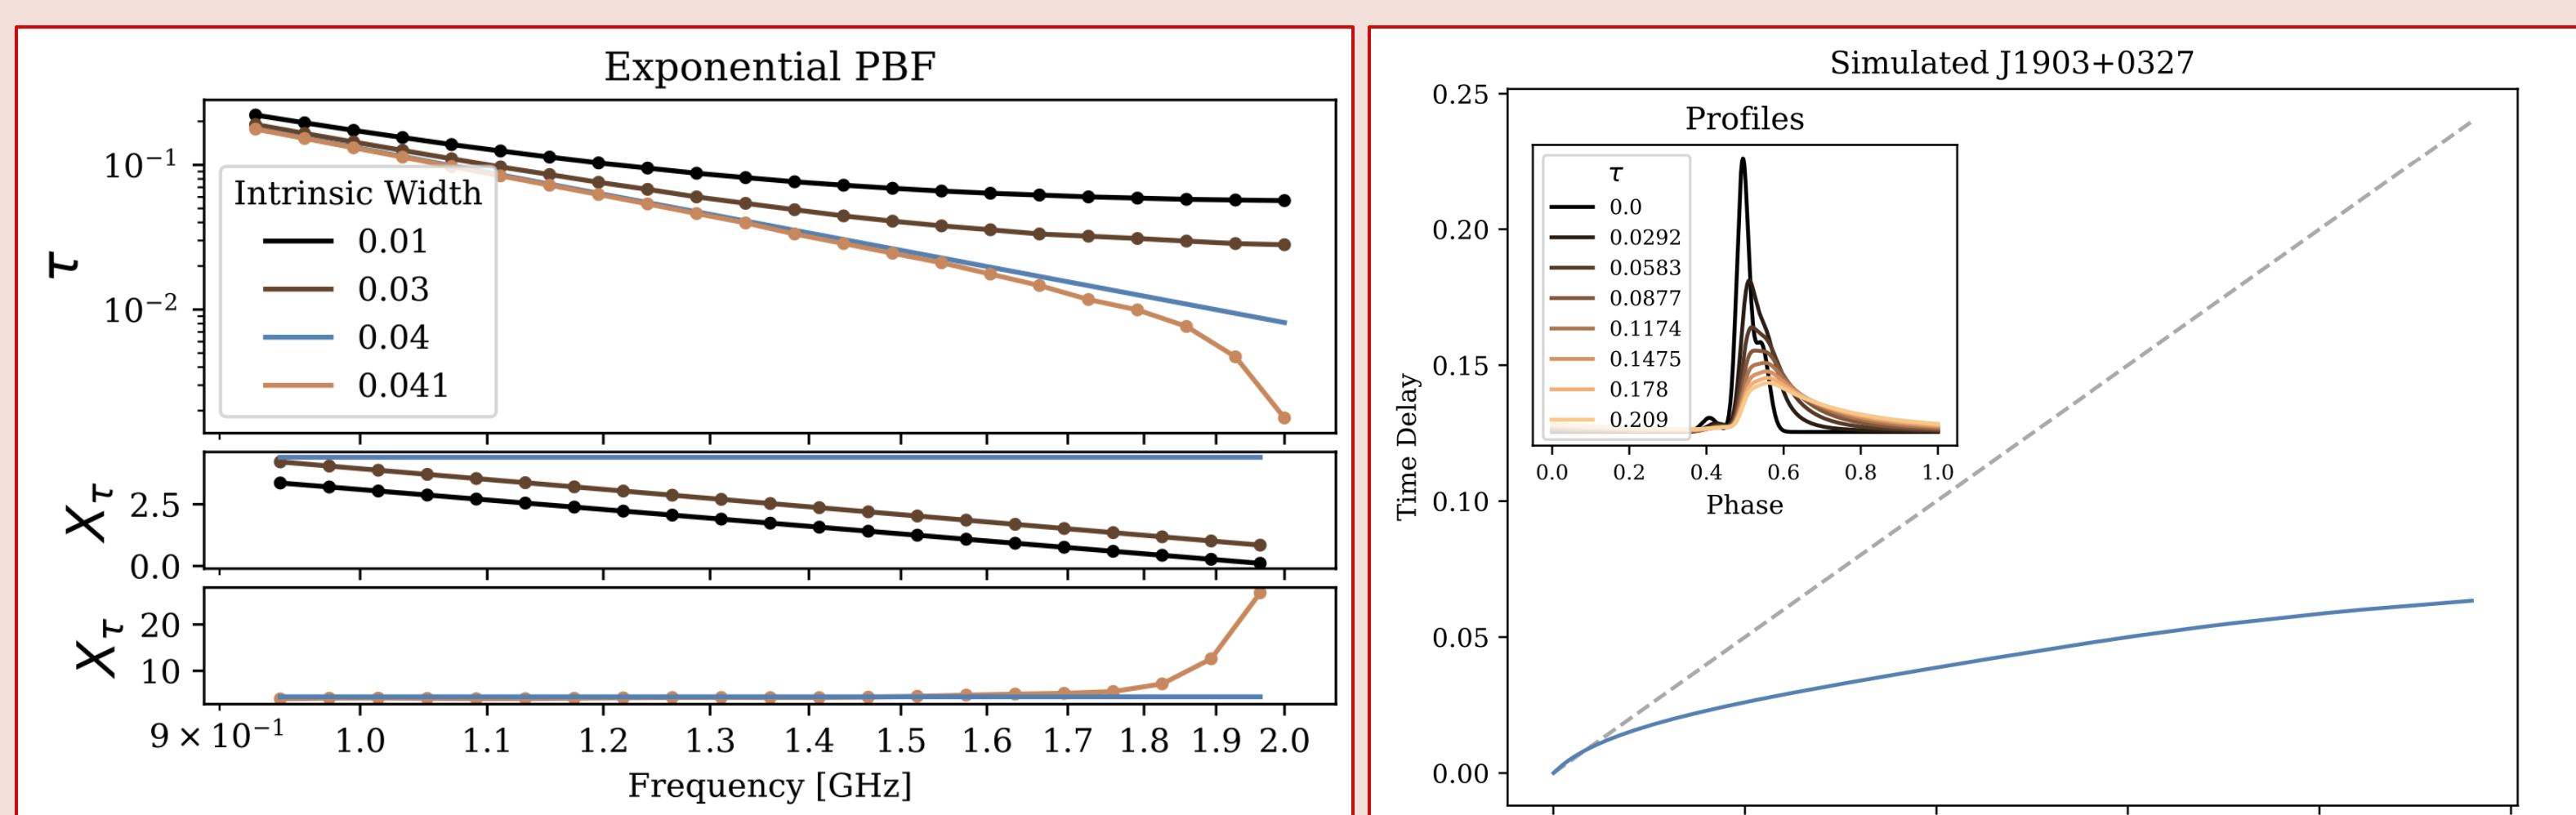 Exponential PBF
10⁻¹
10⁻²
τ
Intrinsic Width
0.01
0.03
0.04
0.041
Xτ
2.5
0.0
Xτ
20
10
9 × 10⁻¹ 1.0 1.1 1.2 1.3 1.4 1.5 1.6 1.7 1.8 1.9 2.0
Frequency [GHz]
Simulated J1903+0327
0.25
0.20
0.15
0.10
0.05
0.00
Time Delay
Profiles
τ
0.0
0.0292
0.0583
0.0877
0.1174
0.1475
0.178
0.209
0.0 0.2 0.4 0.6 0.8 1.0
Phase